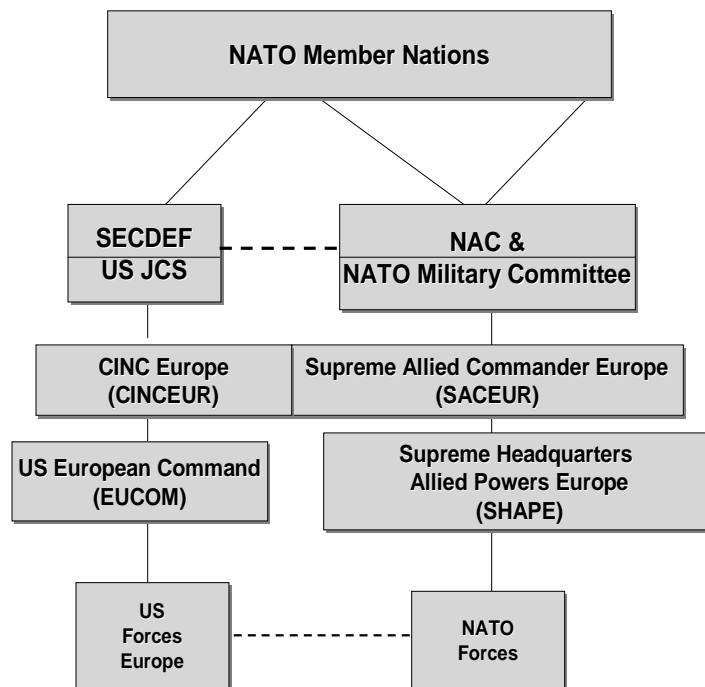 NATO Member Nations
SECDEF
US JCS
NAC &
NATO Military Committee
CINC Europe
(CINCEUR)
Supreme Allied Commander Europe
(SACEUR)
US European Command
(EUCOM)
Supreme Headquarters
Allied Powers Europe
(SHAPE)
US
Forces
Europe
NATO
Forces